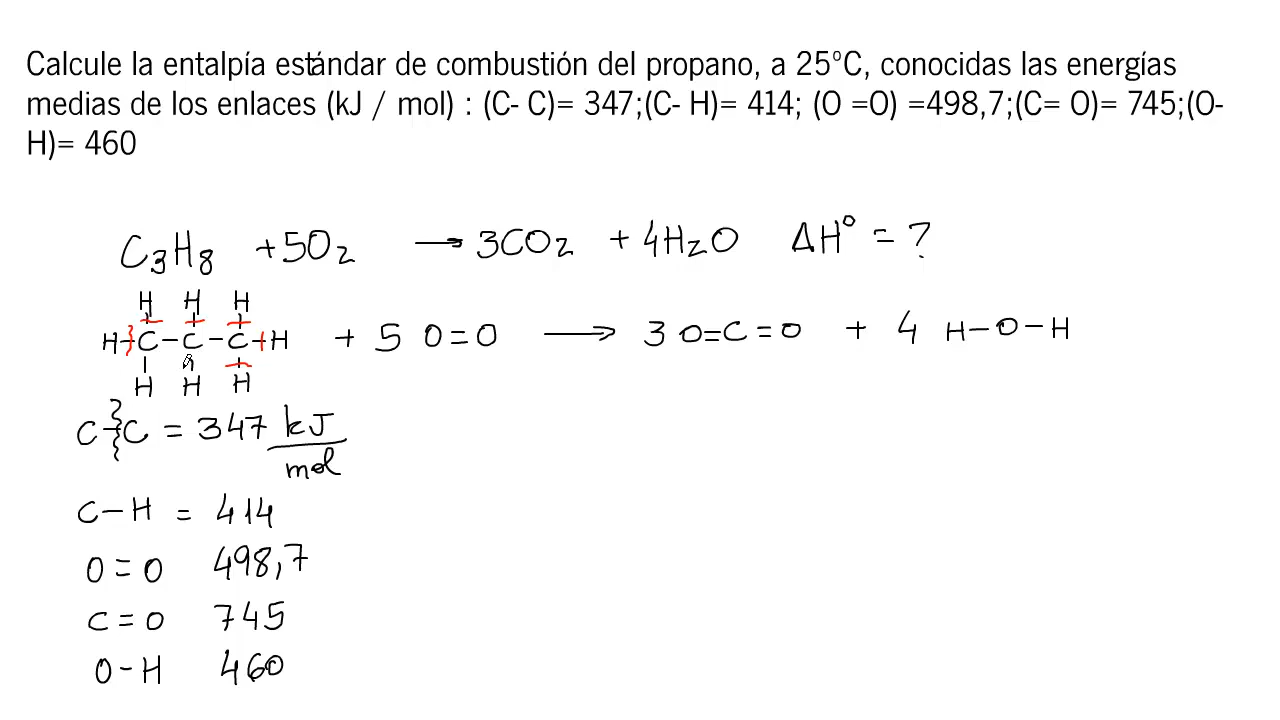 Calcule la entalpía estándar de combustión del propano, a 25ºC, conocidas las energías
medias de los enlaces (kJ / mol) : (C- C)= 347;(C- H)= 414; (O =O) =498,7;(C= O)= 745;(O-
H)= 460
C₃H₈ + 5O₂ → 3CO₂ + 4H₂O ΔH° = ?
H H H
H-C-C-C-H + 5 O=O → 3 O=C=O + 4 H-O-H
H H H
C-C = 347 kJ/mol
C-H = 414
O=O 498,7
C=O 745
O-H 460